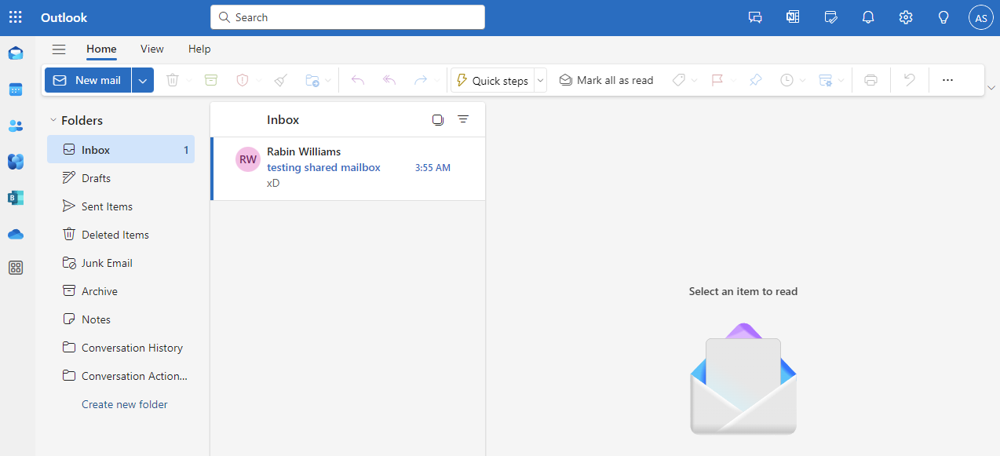 Outlook
Search
AS
Home View Help
New mail
Quick steps
Mark all as read
Folders
Inbox 1
Drafts
Sent Items
Deleted Items
Junk Email
Archive
Notes
Conversation History
Conversation Action...
Create new folder
Inbox
RW
Rabin Williams
testing shared mailbox 3:55 AM
xD
Select an item to read